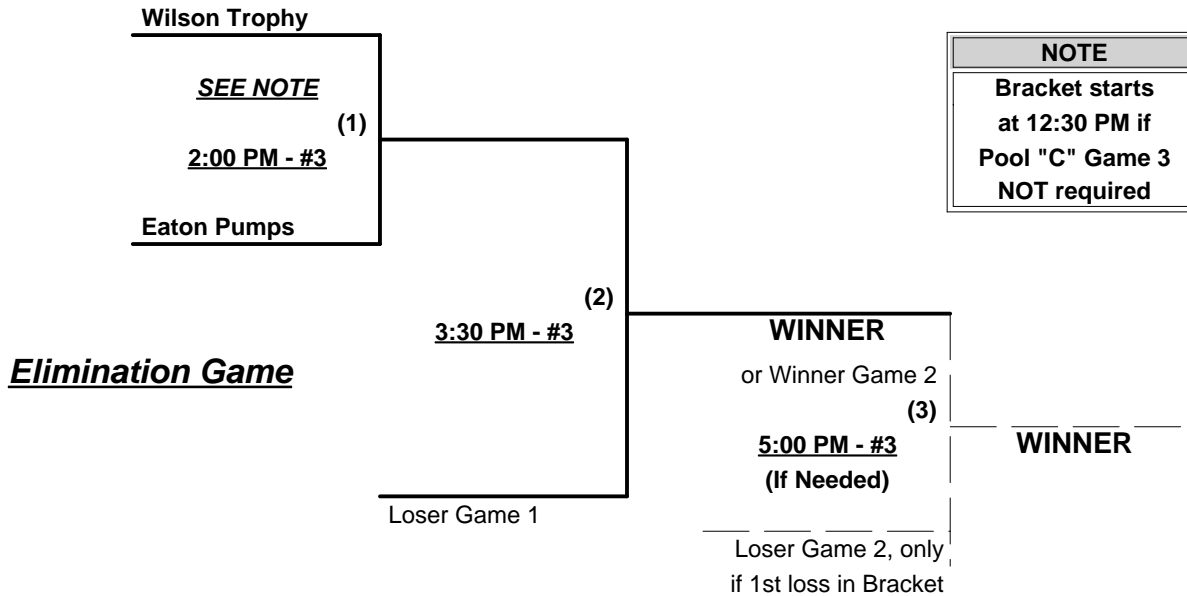 Wilson Trophy
SEE NOTE
(1)
2:00 PM - #3
Eaton Pumps
NOTE
Bracket starts
at 12:30 PM if
Pool "C" Game 3
NOT required
(2)
3:30 PM - #3
Elimination Game
Loser Game 1
WINNER
or Winner Game 2
(3)
5:00 PM - #3
(If Needed)
WINNER
Loser Game 2, only
if 1st loss in Bracket